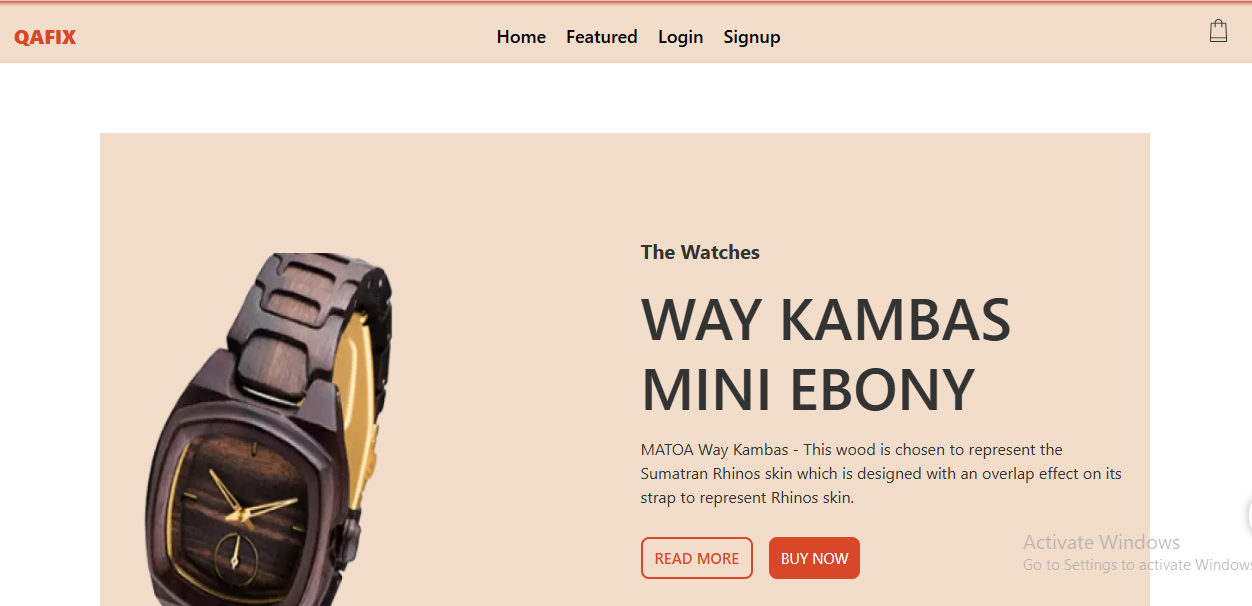 QAFIX
Home Featured Login Signup
The Watches
WAY KAMBAS
MINI EBONY
MATOA Way Kambas - This wood is chosen to represent the
Sumatran Rhinos skin which is designed with an overlap effect on its
strap to represent Rhinos skin.
READ MORE BUY NOW
Activate Windows
Go to Settings to activate Windows